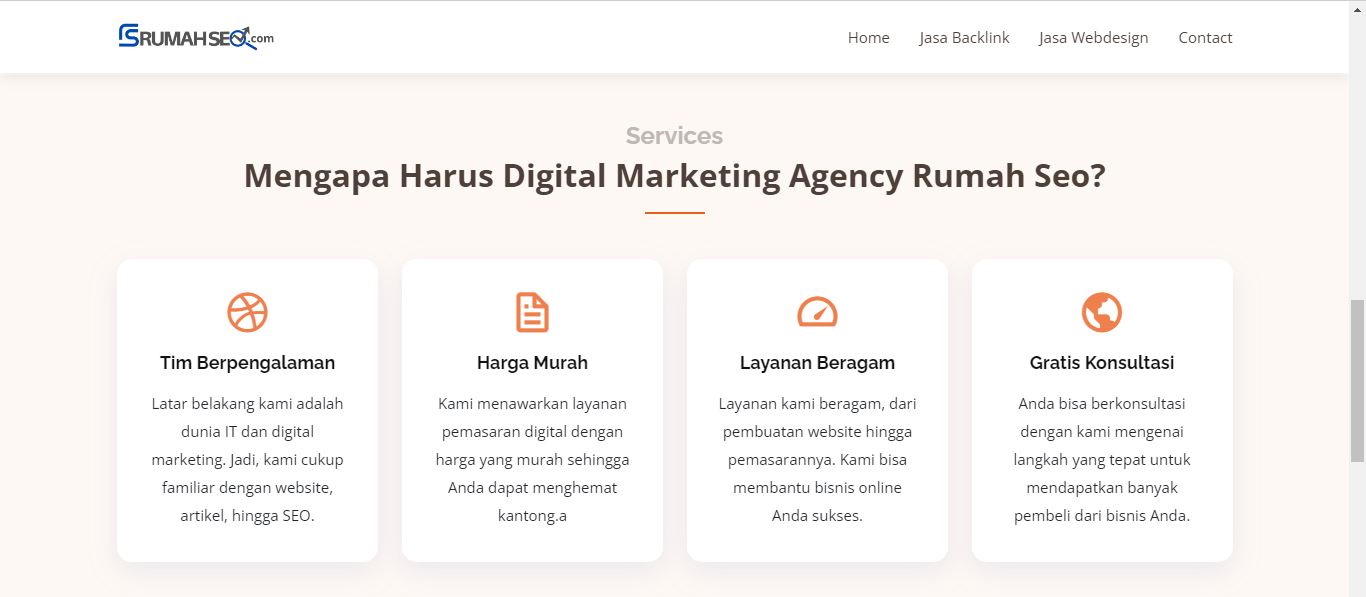 SRUMAHSEO.com
Home Jasa Backlink Jasa Webdesign Contact
Services
Mengapa Harus Digital Marketing Agency Rumah Seo?
Tim Berpengalaman
Latar belakang kami adalah
dunia IT dan digital
marketing. Jadi, kami cukup
familiar dengan website,
artikel, hingga SEO.
Harga Murah
Kami menawarkan layanan
pemasaran digital dengan
harga yang murah sehingga
Anda dapat menghemat
kantong.a
Layanan Beragam
Layanan kami beragam, dari
pembuatan website hingga
pemasarannya. Kami bisa
membantu bisnis online
Anda sukses.
Gratis Konsultasi
Anda bisa berkonsultasi
dengan kami mengenai
langkah yang tepat untuk
mendapatkan banyak
pembeli dari bisnis Anda.